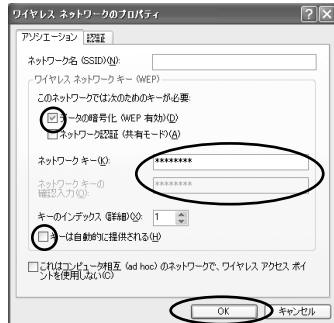 ワイヤレス ネットワークのプロパティ
アソシエーション 認証
ネットワーク名 (SSID)(N):
ワイヤレス ネットワーク キー (WEP)
このネットワークでは次のためのキーが必要:
データの暗号化 (WEP 有効)(D)
ネットワーク認証 (共有モード)(A)
ネットワーク キー(K): ********
ネットワーク キーの
確認入力(O): ********
キーのインデックス (詳細)(X): 1
キーは自動的に提供される(H)
これはコンピュータ相互 (ad hoc) のネットワークで、ワイヤレス アクセス ポイ
ントを使用しない(C)
OK キャンセル